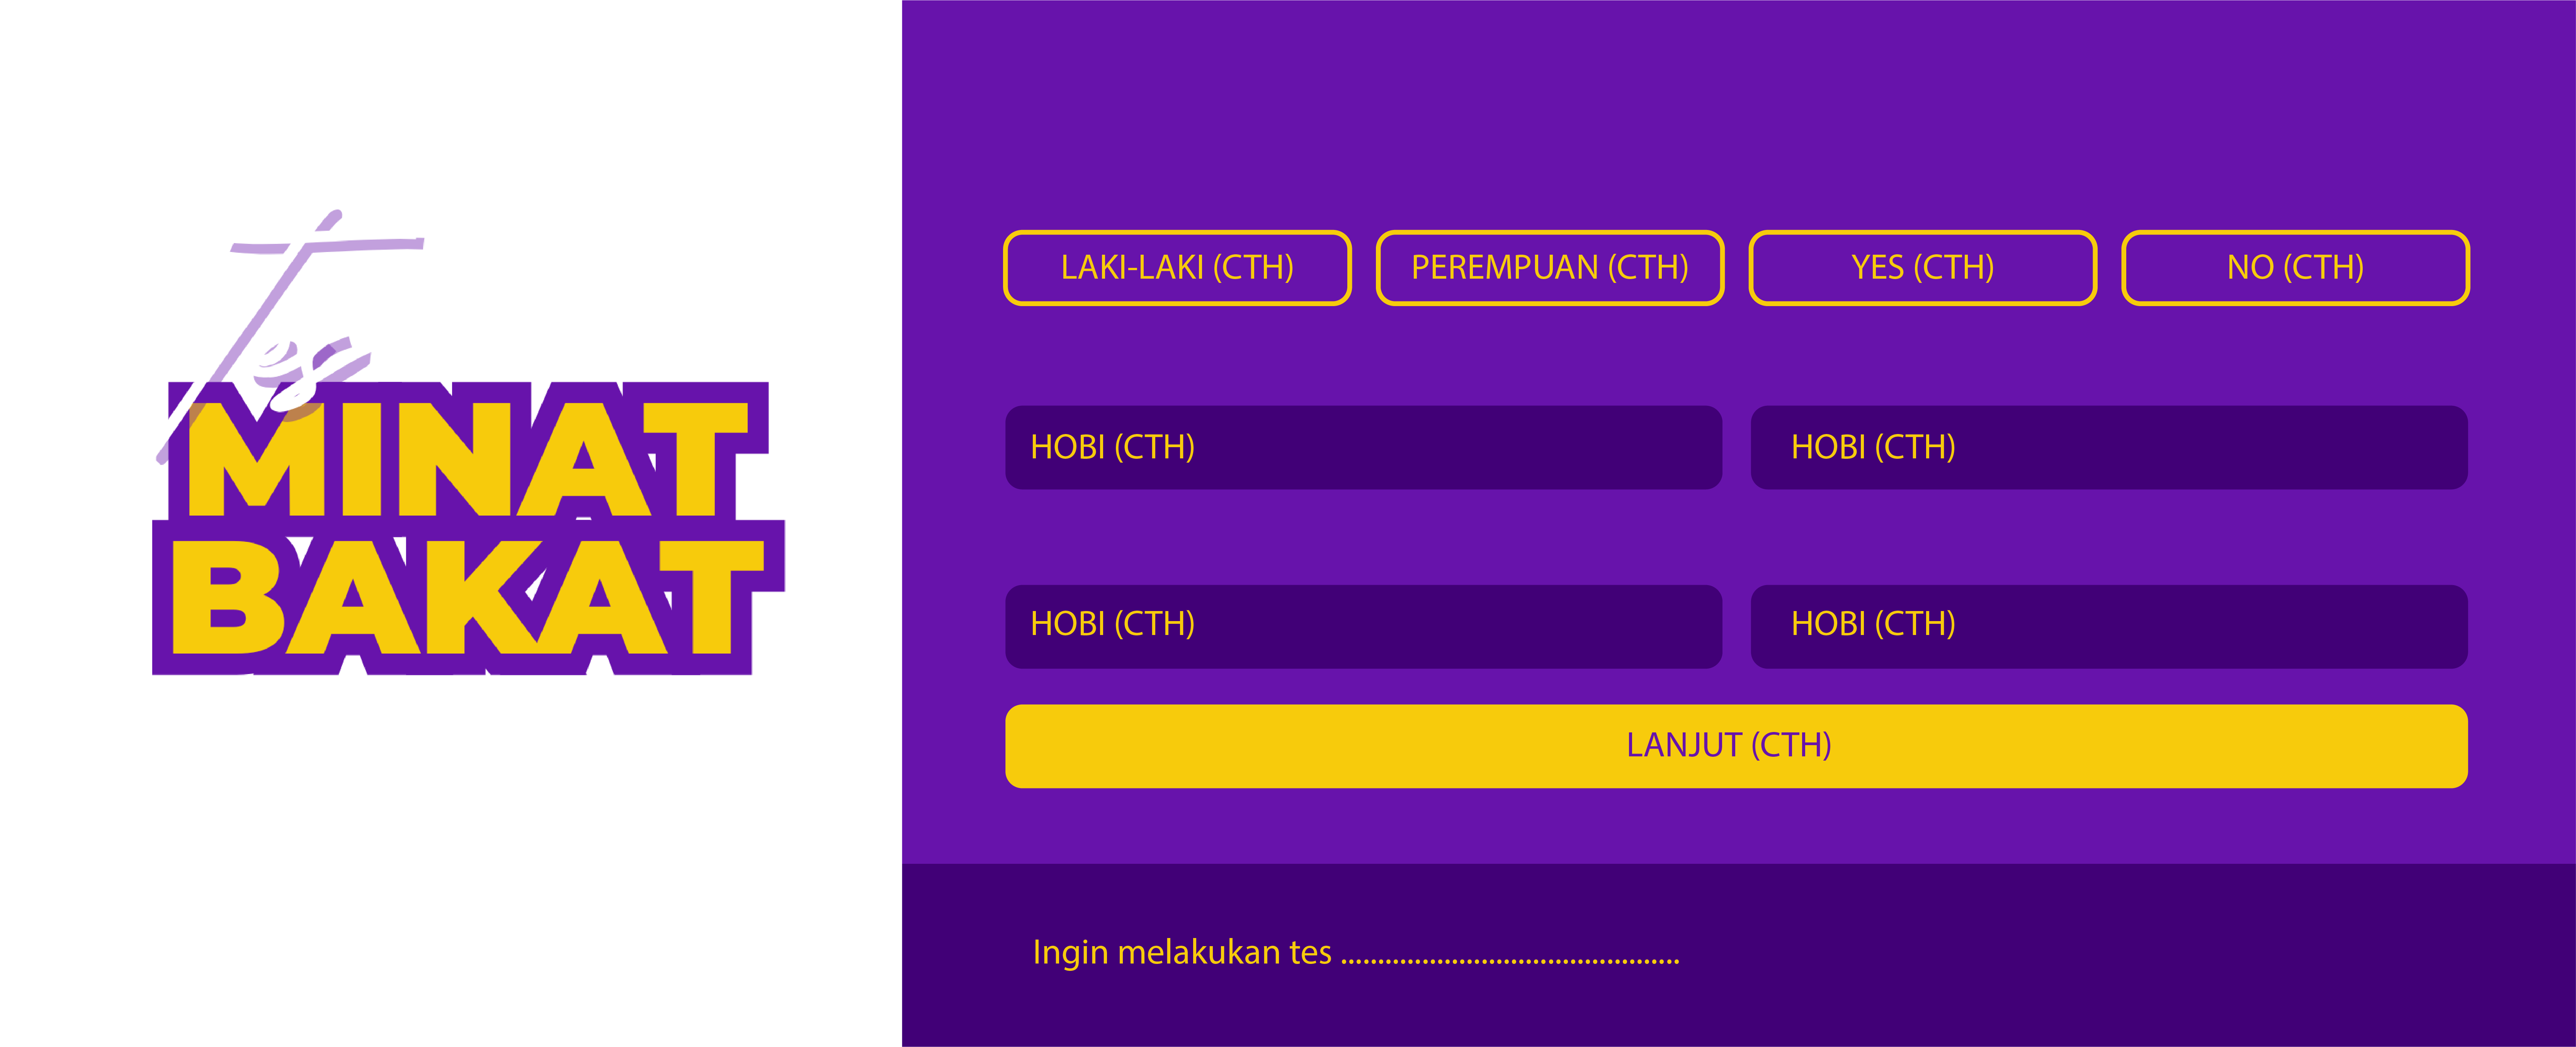 Tes
MINAT
BAKAT
LAKI-LAKI (CTH)
PEREMPUAN (CTH)
YES (CTH)
NO (CTH)
HOBI (CTH)
HOBI (CTH)
HOBI (CTH)
HOBI (CTH)
LANJUT (CTH)
Ingin melakukan tes ..............................................